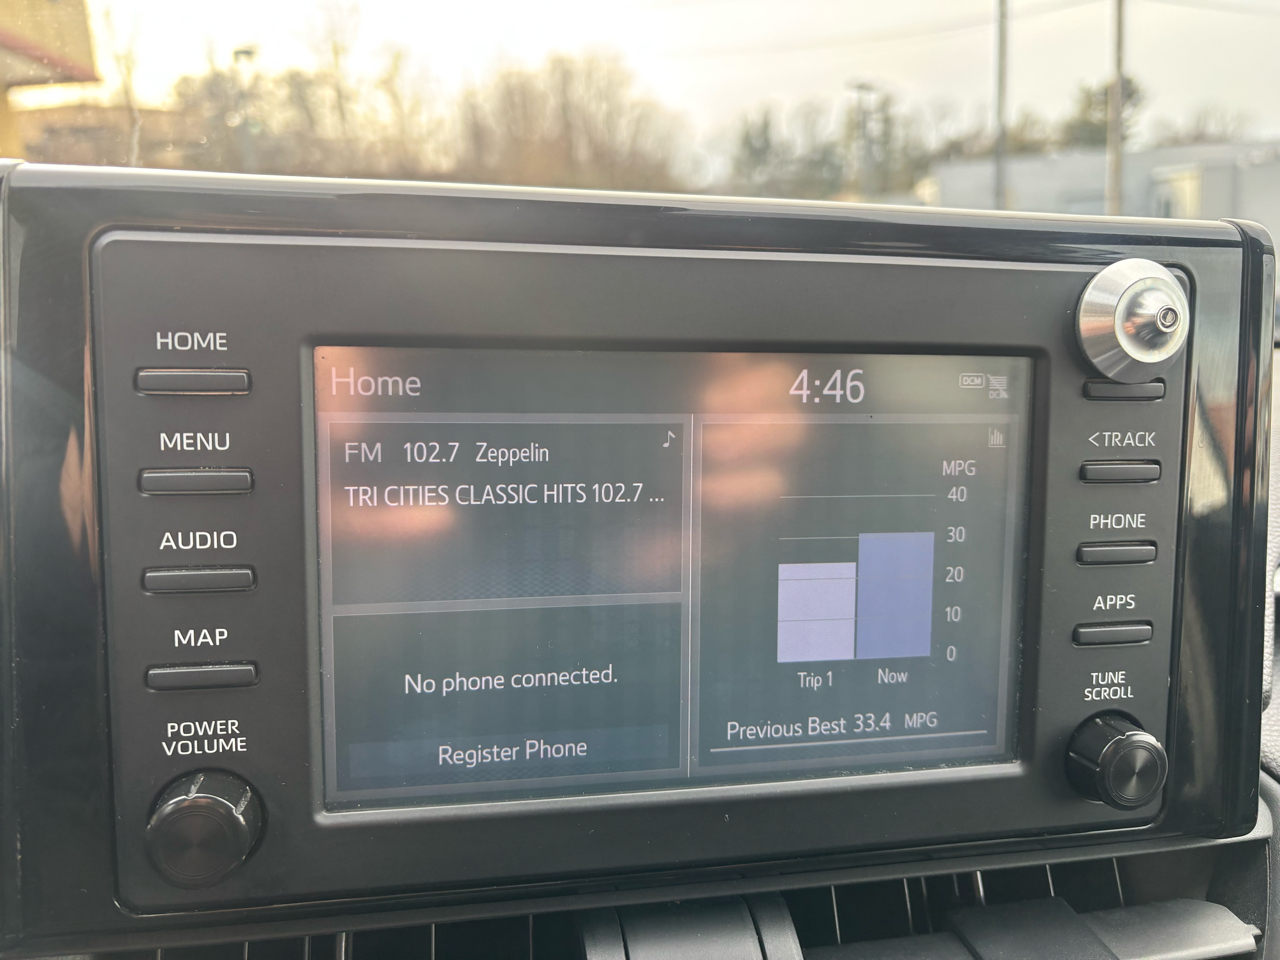 HOME
MENU
AUDIO
MAP
POWER
VOLUME
Home
4:46
DCM
DCM
FM 102.7 Zeppelin
TRI CITIES CLASSIC HITS 102.7 ...
No phone connected.
Register Phone
MPG
40
30
20
10
0
Trip 1
Now
Previous Best 33.4 MPG
<TRACK
PHONE
APPS
TUNE
SCROLL